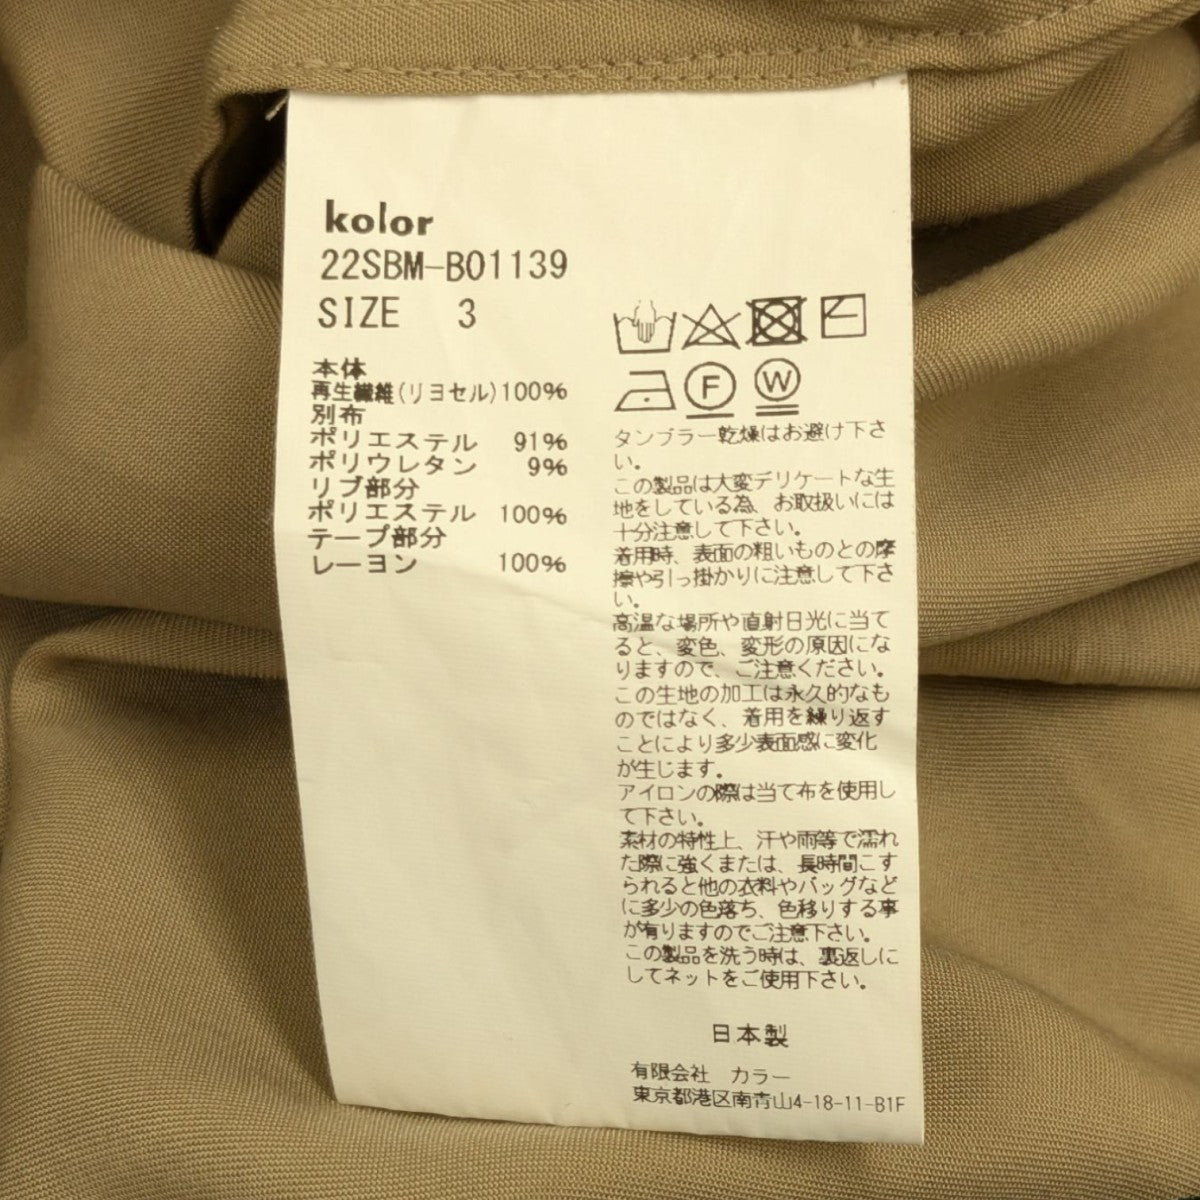 kolor
22SBM-B01139
SIZE 3
本体
再生繊維(リヨセル)100%
別布
ポリエステル 91%
ポリウレタン 9%
リブ部分
ポリエステル 100%
テープ部分
レーヨン 100%
F W
タンブラー乾燥はお避け下さ
い。
この製品は大変デリケートな生
地をしている為、お取扱いには
十分注意して下さい。
着用時、表面の粗いものとの摩
擦や引っ掛かりに注意して下さ
い。
高温な場所や直射日光に当て
ると、変色、変形の原因にな
りますので、ご注意ください。
この生地の加工は永久的なも
のではなく、着用を繰り返す
ことにより多少表面感に変化
が生じます。
アイロンの際は当て布を使用し
て下さい。
素材の特性上、汗や雨等で濡れ
た際に強くまたは、長時間こす
られると他の衣料やバッグなど
に多少の色落ち、色移りする事
が有りますのでご注意下さい。
この製品を洗う時は、裏返しに
してネットをご使用下さい。
日本製
有限会社 カラー
東京都港区南青山4-18-11-B1F